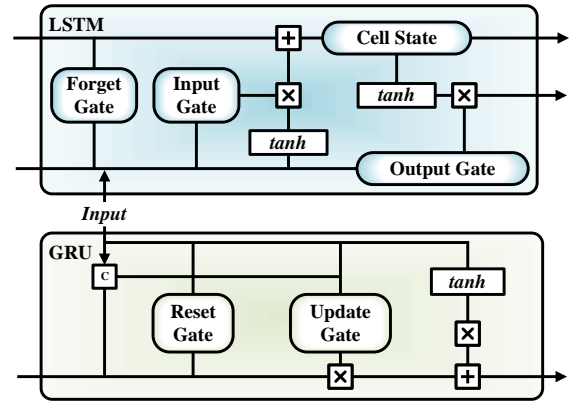 LSTM
+
Cell State
Forget
Gate
Input
Gate
×
tanh
×
tanh
Output Gate
Input
GRU
C
tanh
Reset
Gate
Update
Gate
×
×
+